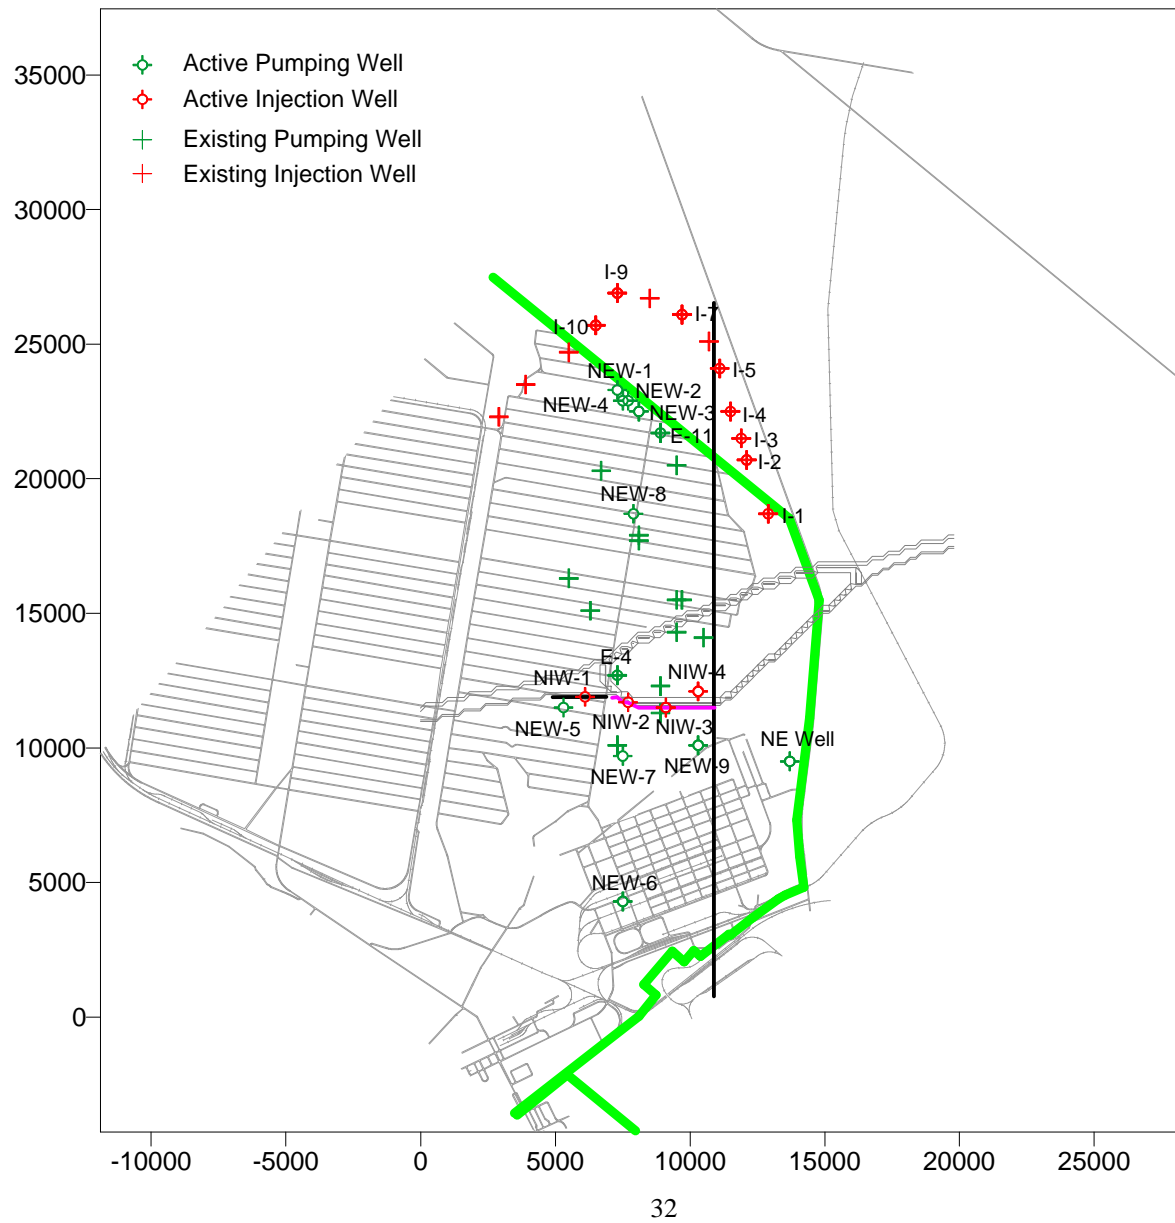 35000
30000
25000
20000
15000
10000
5000
0
Active Pumping Well
Active Injection Well
Existing Pumping Well
Existing Injection Well
I-9
I-7
I-10
NEW-1
I-5
NEW-2
NEW-4
NEW-3
I-4
E-11
I-3
I-2
NEW-8
I-1
E-4
NIW-4
NIW-1
NIW-2
NIW-3
NEW-5
NE Well
NEW-7
NEW-9
NEW-6
-10000 -5000 0 5000 10000 15000 20000 25000
32